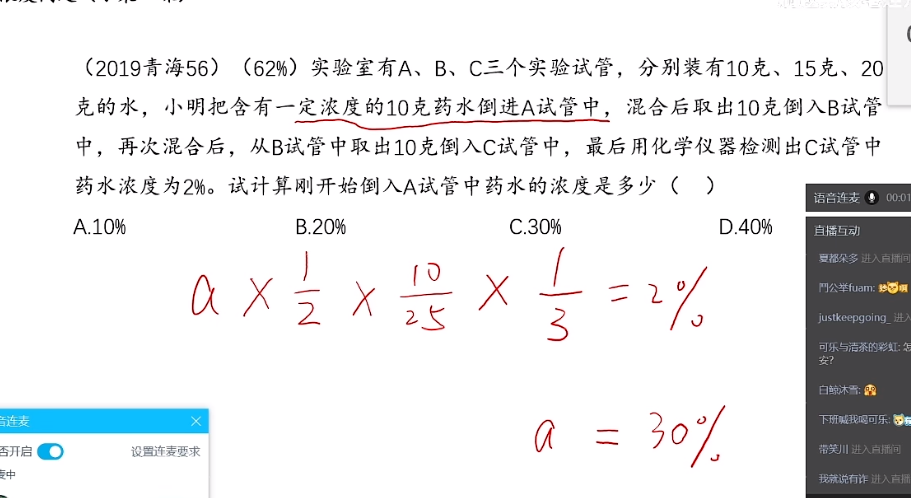 （2019青海56）（62%）实验室有A、B、C三个实验试管，分别装有10克、15克、20
克的水，小明把含有一定浓度的10克药水倒进A试管中，混合后取出10克倒入B试管
中，再次混合后，从B试管中取出10克倒入C试管中，最后用化学仪器检测出C试管中
药水浓度为2%。试计算刚开始倒入A试管中药水的浓度是多少（ ）
A.10% B.20% C.30% D.40%
a × 1/2 × 10/25 × 1/3 = 2%
a = 30%
语音连麦 00:01
直播互动
夏都朵多 进入直播间
門公举fuam:
justkeepgoing_ 进入
可乐与洁茶的彩虹: 怎
安?
白鲸沐雪:
下班喊我喝可乐:
带笑川 进入直播间
我就说有诈 进入直播
音连麦
否开启 设置连麦要求
麦中